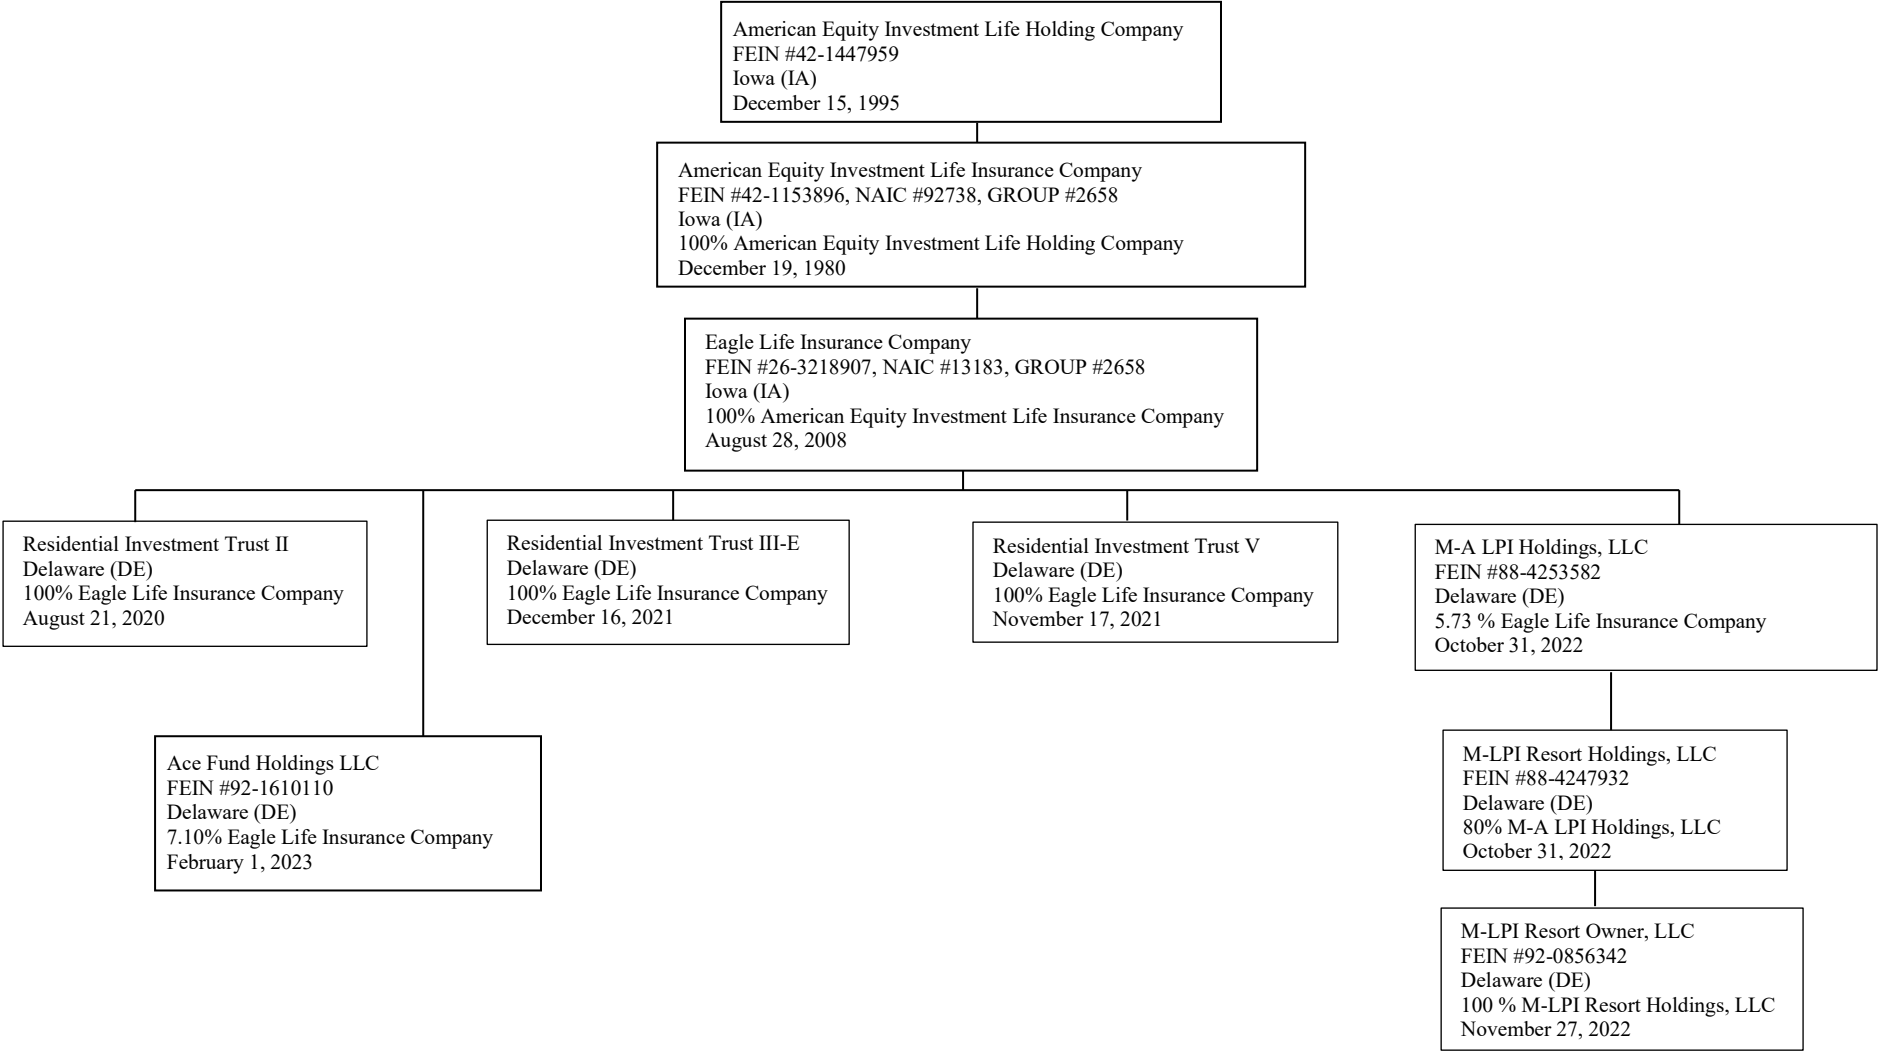 American Equity Investment Life Holding Company
FEIN #42-1447959
Iowa (IA)
December 15, 1995
American Equity Investment Life Insurance Company
FEIN #42-1153896, NAIC #92738, GROUP #2658
Iowa (IA)
100% American Equity Investment Life Holding Company
December 19, 1980
Eagle Life Insurance Company
FEIN #26-3218907, NAIC #13183, GROUP #2658
Iowa (IA)
100% American Equity Investment Life Insurance Company
August 28, 2008
Residential Investment Trust II
Delaware (DE)
100% Eagle Life Insurance Company
August 21, 2020
Residential Investment Trust III-E
Delaware (DE)
100% Eagle Life Insurance Company
December 16, 2021
Residential Investment Trust V
Delaware (DE)
100% Eagle Life Insurance Company
November 17, 2021
M-A LPI Holdings, LLC
FEIN #88-4253582
Delaware (DE)
5.73 % Eagle Life Insurance Company
October 31, 2022
Ace Fund Holdings LLC
FEIN #92-1610110
Delaware (DE)
7.10% Eagle Life Insurance Company
February 1, 2023
M-LPI Resort Holdings, LLC
FEIN #88-4247932
Delaware (DE)
80% M-A LPI Holdings, LLC
October 31, 2022
M-LPI Resort Owner, LLC
FEIN #92-0856342
Delaware (DE)
100 % M-LPI Resort Holdings, LLC
November 27, 2022